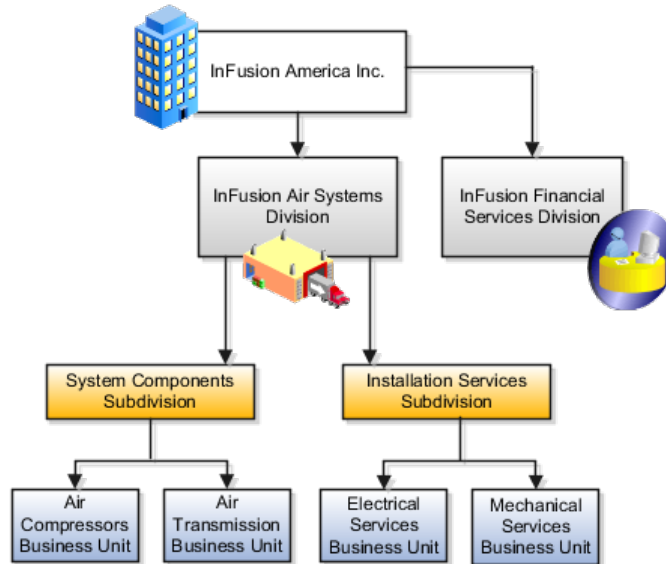 InFusion America Inc.
InFusion Air Systems
Division
InFusion Financial
Services Division
System Components
Subdivision
Installation Services
Subdivision
Air
Compressors
Business Unit
Air
Transmission
Business Unit
Electrical
Services
Business Unit
Mechanical
Services
Business Unit